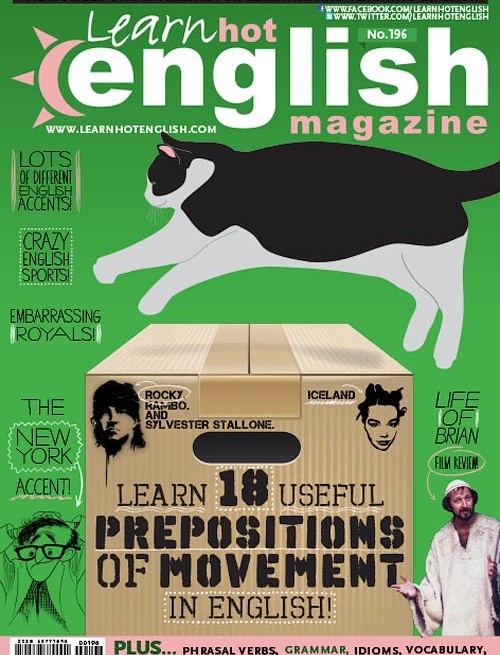 WWW.FACEBOOK.COM/LEARNHOTENGLISH
WWW.TWITTER.COM/LEARNHOTENGLISH
Learn hot
No.196
english
magazine
WWW.LEARNHOTENGLISH.COM
LOTS
OF DIFFERENT
ENGLISH
ACCENTS!
CRAZY
ENGLISH
SPORTS!
EMBARRASSING
ROYALS!
ROCKY,
RAMBO.
AND
SYLVESTER STALLONE.
ICELAND
THE
NEW
YORK
ACCENT!
LIFE
OF
BRIAN
FILM REVIEW
LEARN 18 USEFUL
PREPOSITIONS
OF MOVEMENT
IN ENGLISH!
00196
PLUS... PHRASAL VERBS, GRAMMAR, IDIOMS, VOCABULARY,